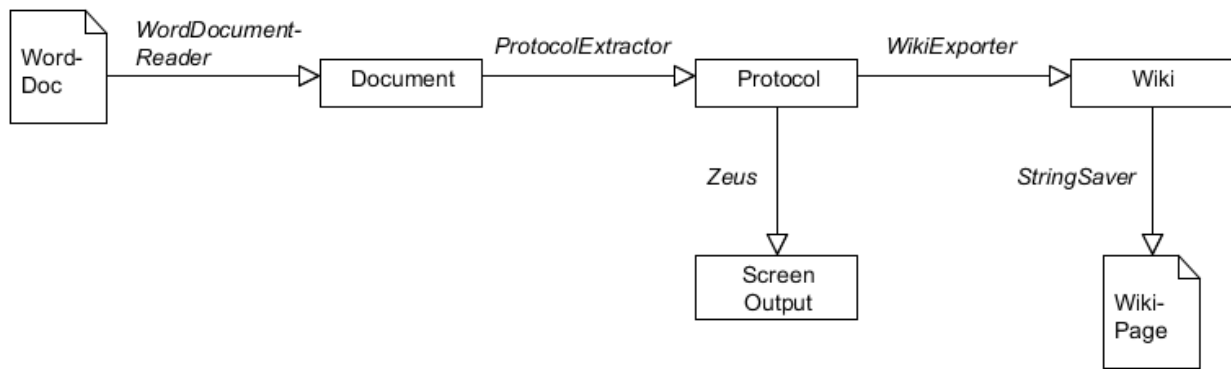 WordDocument-
Reader
ProtocolExtractor
WikiExporter
Word-
Doc
Document
Protocol
Wiki
Zeus
StringSaver
Screen
Output
Wiki-
Page